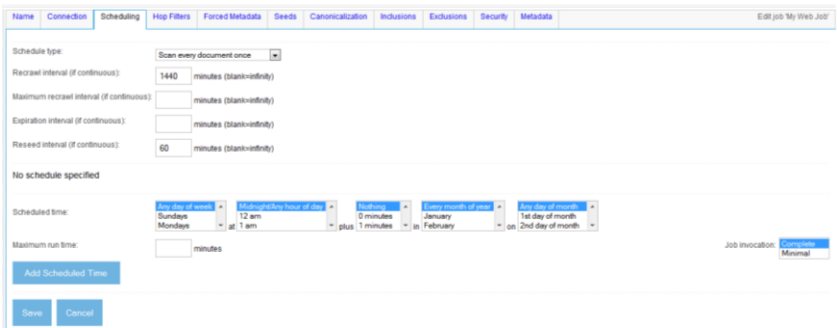 Name Connection Scheduling Hop Filters Forced Metadata Seeds Canonicalization Inclusions Exclusions Security Metadata Edit job 'My Web Job'
Schedule type: Scan every document once
Recrawl interval (if continuous): 1440 minutes (blank=infinity)
Maximum recrawl interval (if continuous): minutes (blank=infinity)
Expiration interval (if continuous): minutes (blank=infinity)
Reseed interval (if continuous): 60 minutes (blank=infinity)
No schedule specified
Any day of week Midnight/Any hour of day Nothing Every month of year Any day of month
Scheduled time: Sundays 12 am 0 minutes January 1st day of month
Mondays at 1 am plus 1 minutes in February on 2nd day of month
Maximum run time: minutes Job invocation: Complete
Minimal
Add Scheduled Time
Save Cancel